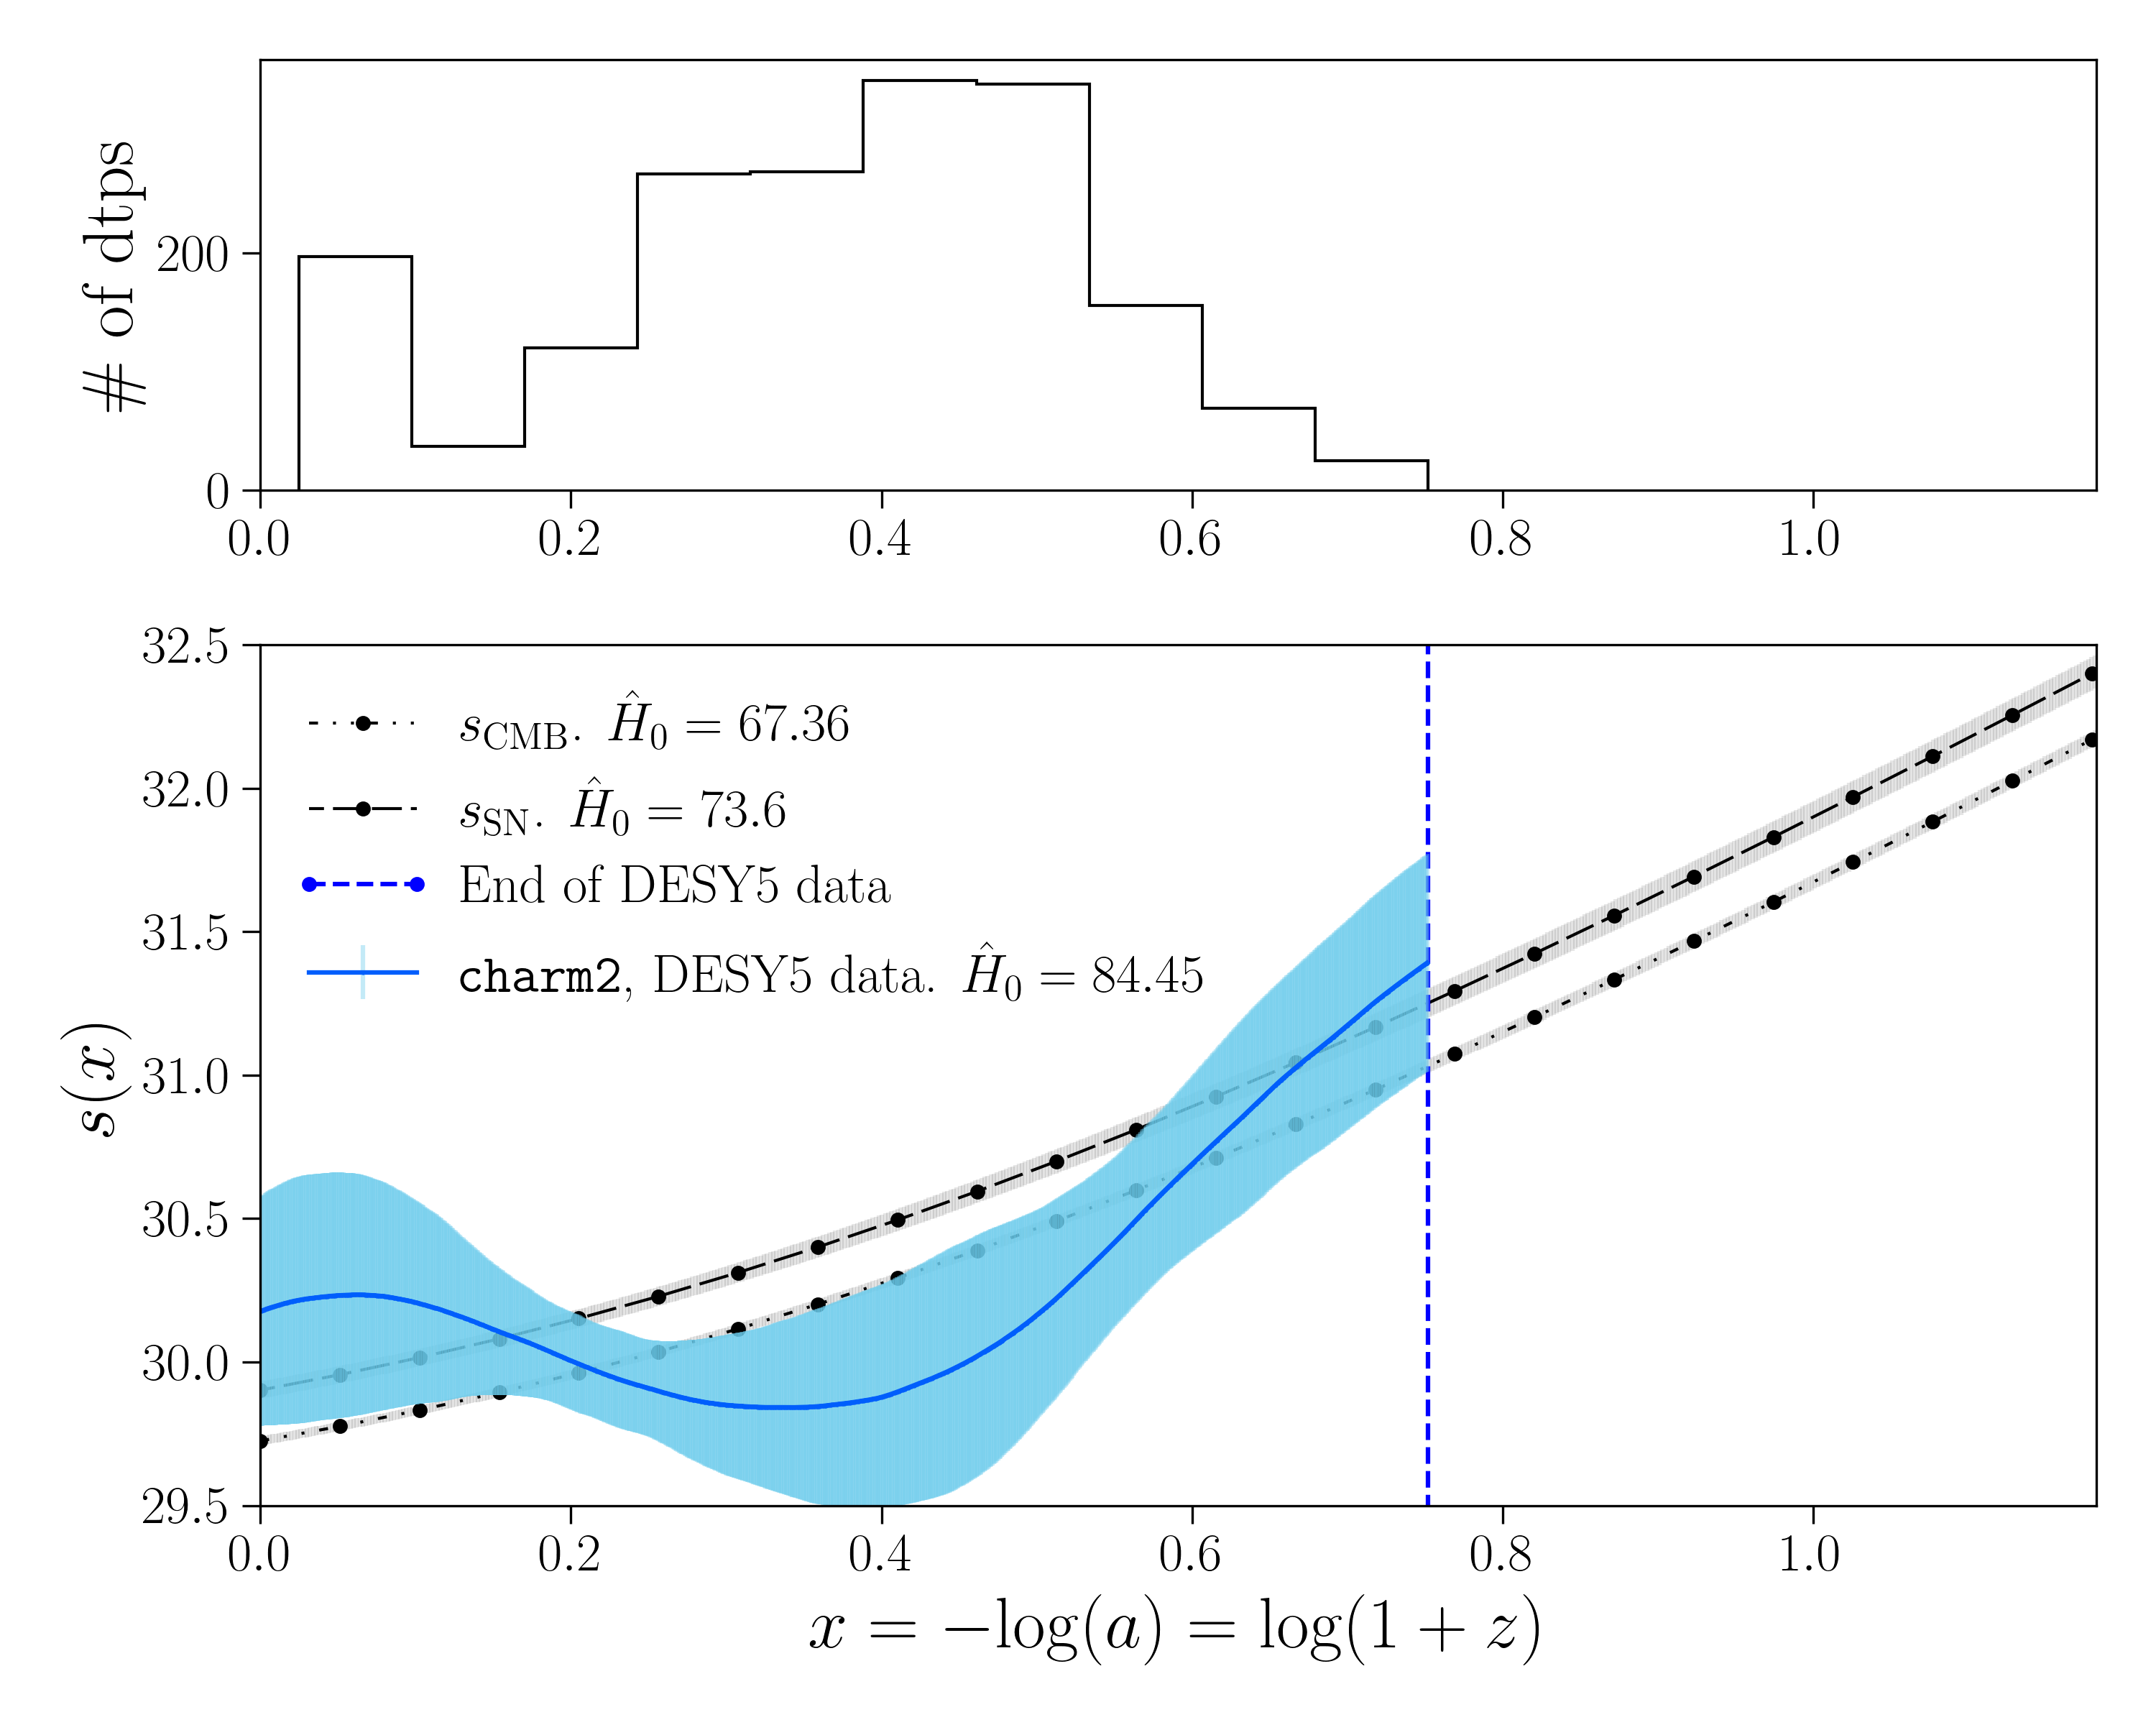 # of dtps
200
0
0.0 0.2 0.4 0.6 0.8 1.0
s(x)
32.5
32.0
31.5
31.0
30.5
30.0
29.5
s_CMB. Ĥ_0 = 67.36
s_SN. Ĥ_0 = 73.6
End of DESY5 data
charm2, DESY5 data. Ĥ_0 = 84.45
0.0 0.2 0.4 0.6 0.8 1.0
x = −log(a) = log(1 + z)